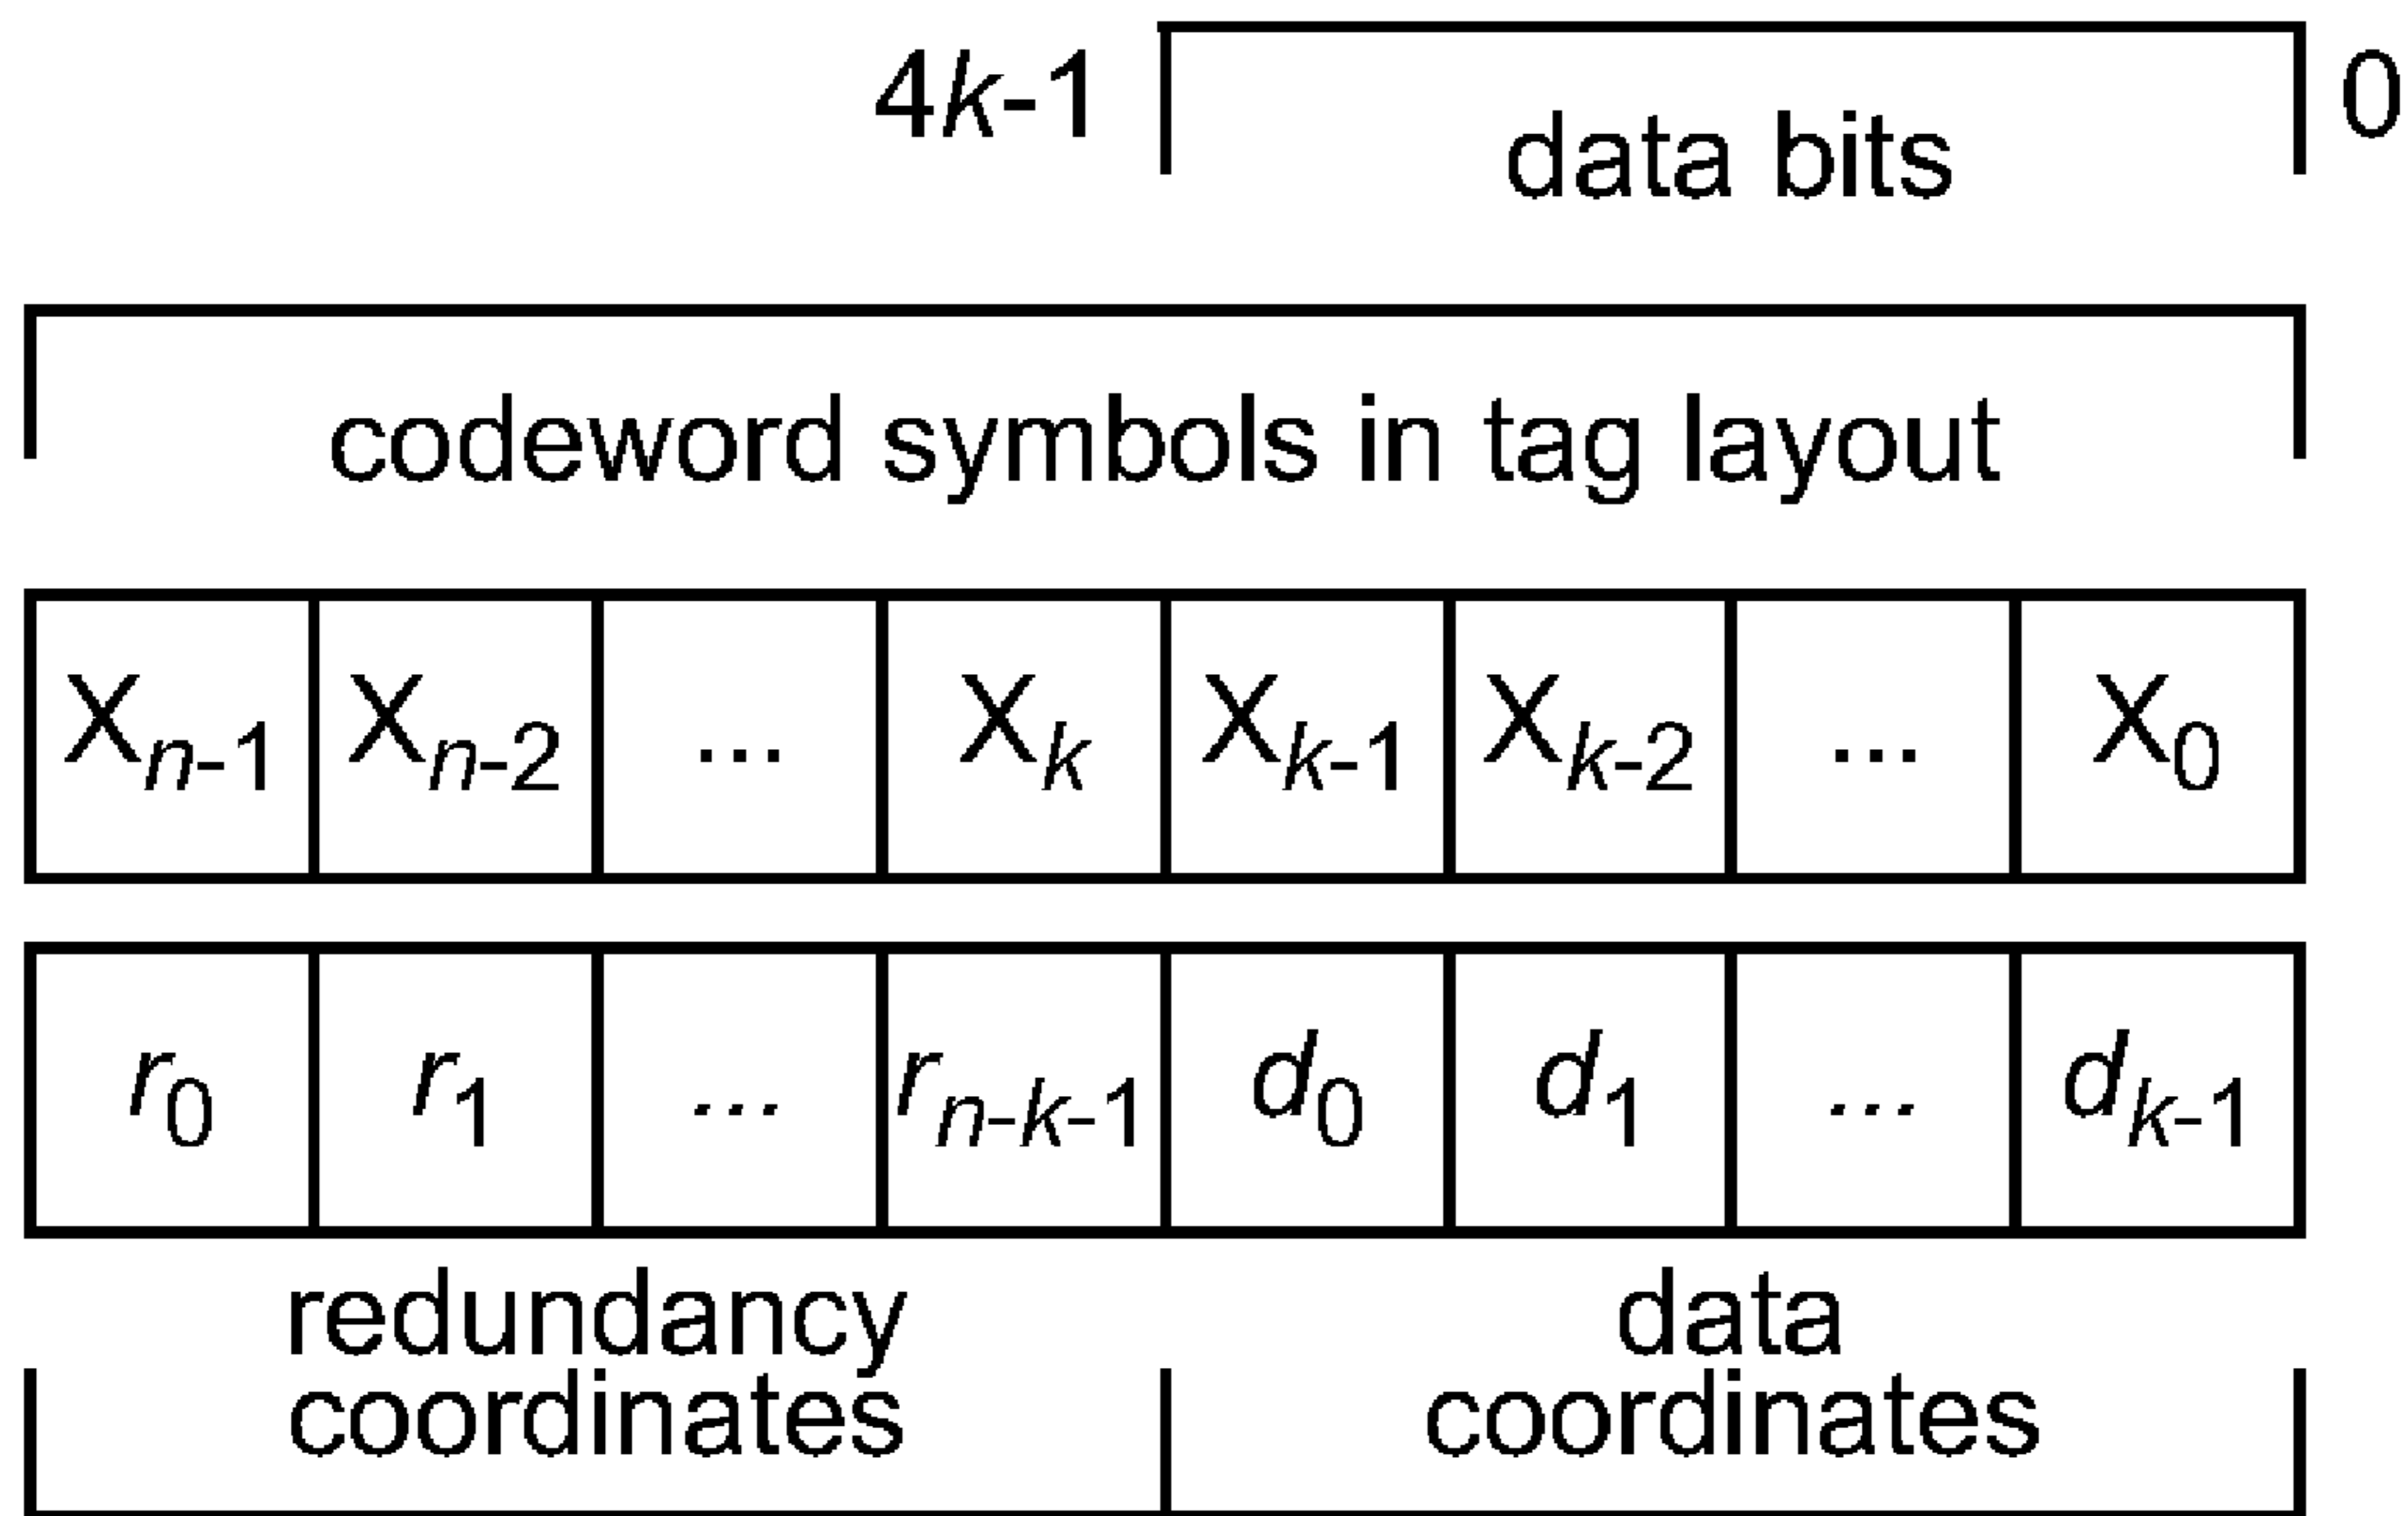 4k-1 data bits 0
codeword symbols in tag layout
Xn-1 Xn-2 ... Xk Xk-1 Xk-2 ... X0
r0 r1 ... rn-k-1 d0 d1 ... dk-1
redundancy data
coordinates coordinates